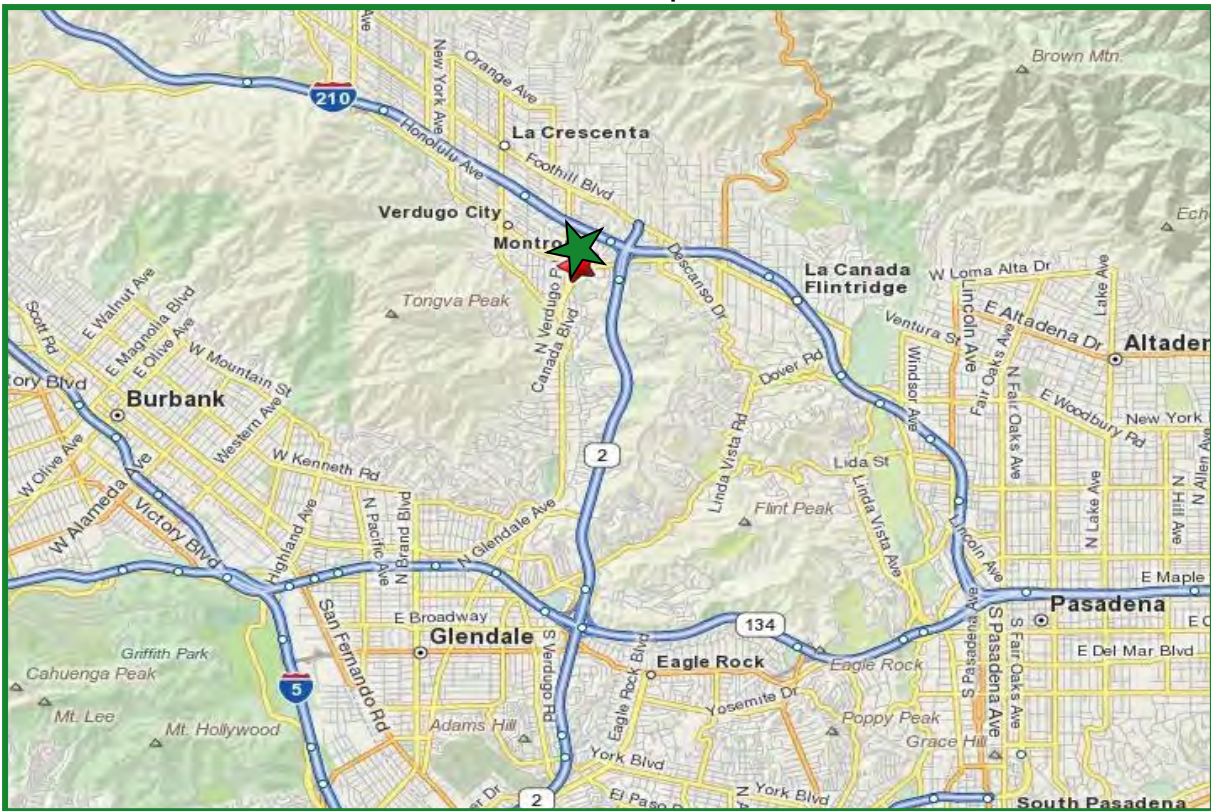 Ave
Brown Mtn.
New York Ave
Orange Ave
210
La Crescenta
Honolulu Ave
Foothill Blvd
Verdugo City
Montro
Descanso Dr
La Canada
Flintridge
W Loma Alta Dr
Lake Ave
Lincoln Ave
E Altadena Dr
Tongva Peak
N Verdugo
Canada Blvd
Ventura St
Windsor Ave
Fair Oaks Ave
N Fair Oaks Ave
Scott Rd
E Walnut Ave
E Magnolia Blvd
E Olive Ave
W Mountain St
Dover Rd
Burbank
Western Ave
E Woodbury Rd
New York
W Olive Ave
W Kenneth Rd
2
Linda Vista Rd
Lida St
N Lake Ave
N Hill Ave
N Allen
W Alameda Ave
Victory Blvd
Highland Ave
N Pacific Ave
N Brand Blvd
N Glendale Ave
Flint Peak
Linda Vista Ave
Lincoln Ave
E Maple
Pasadena
San Fernando Rd
E Broadway
Glendale
S Verdugo Rd
134
S Pasadena Ave
S Pasadena Ave
S Fair Oaks Ave
E Del Mar Blvd
Griffith Park
Cahuenga Peak
Eagle Rock
Eagle Rock Blvd
Eagle Rock
5
Mt. Lee
Mt. Hollywood
Adams Hill
Yosemite Dr
Poppy Peak
Grace Hill
York Blvd
York Blvd
2
El Paso
South Pasadena